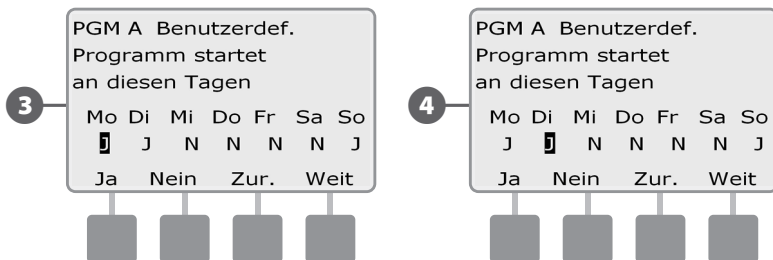 3
PGM A Benutzerdef.
Programm startet
an diesen Tagen
Mo Di Mi Do Fr Sa So
J J N N N N J
Ja Nein Zur. Weit
4
PGM A Benutzerdef.
Programm startet
an diesen Tagen
Mo Di Mi Do Fr Sa So
J J N N N N J
Ja Nein Zur. Weit